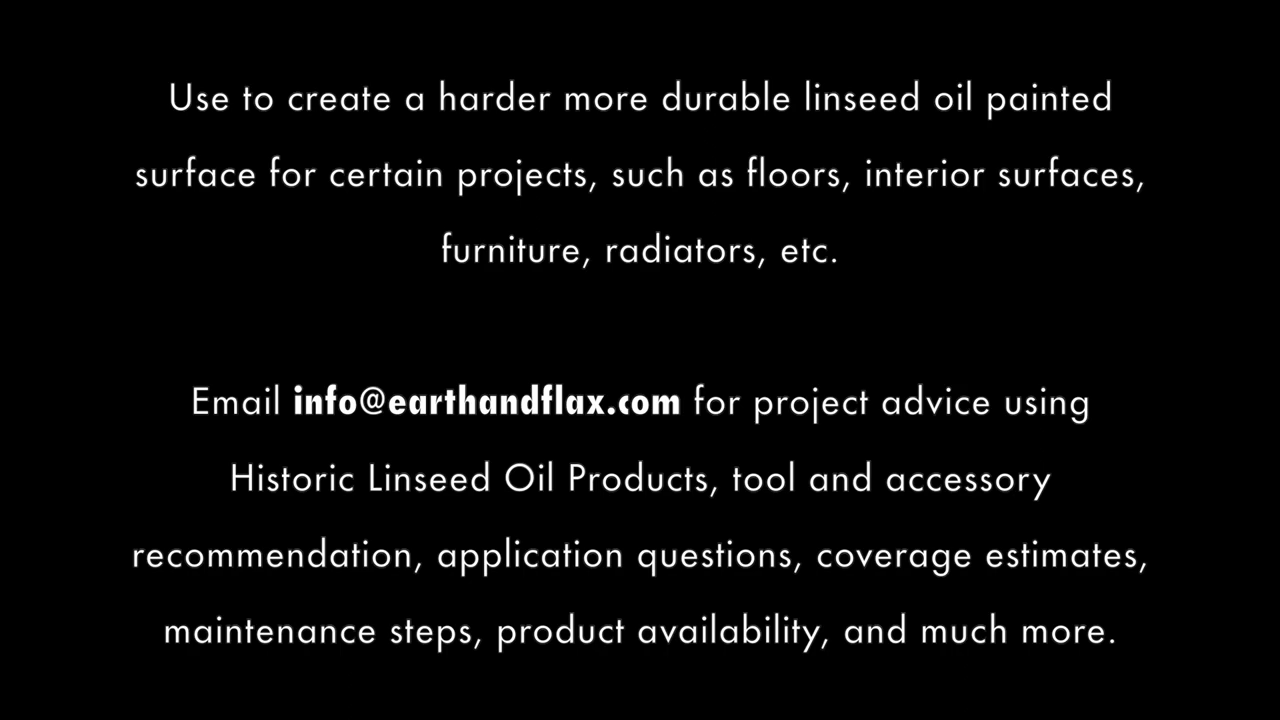 Use to create a harder more durable linseed oil painted
surface for certain projects, such as floors, interior surfaces,
furniture, radiators, etc.
Email info@earthandflax.com for project advice using
Historic Linseed Oil Products, tool and accessory
recommendation, application questions, coverage estimates,
maintenance steps, product availability, and much more.